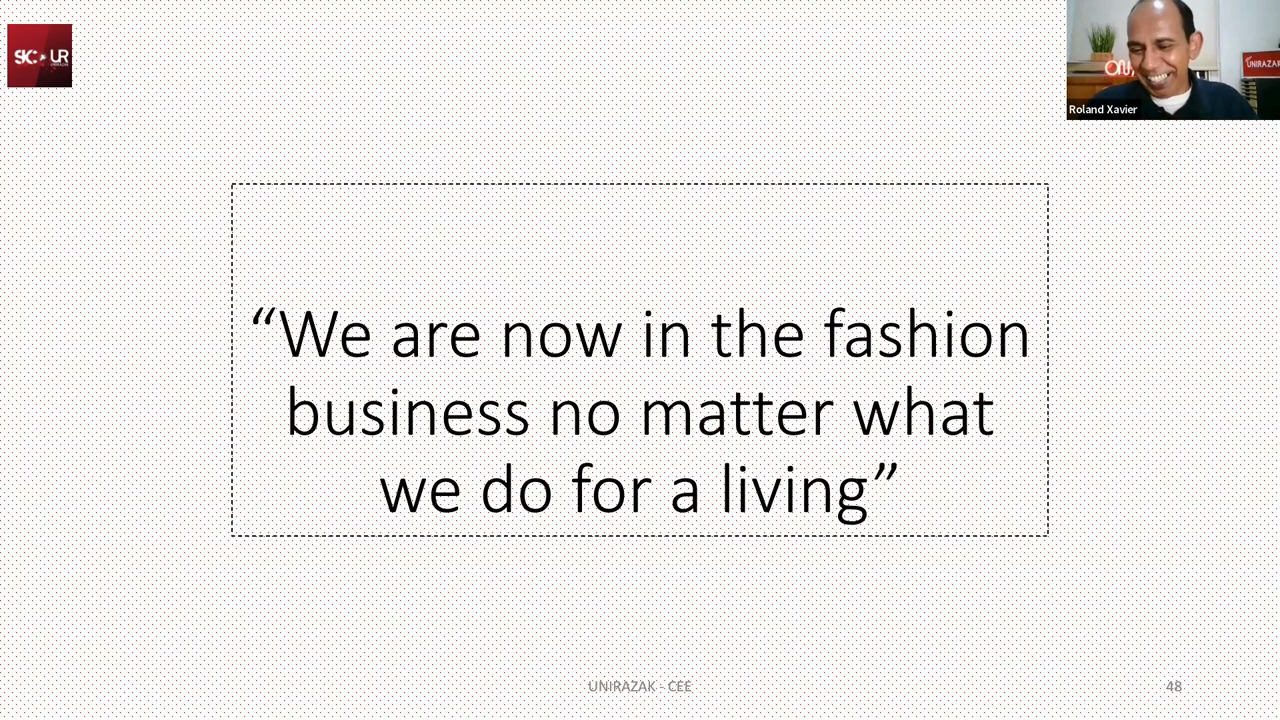 UR
Roland Xavier
UNIRAZAK
“We are now in the fashion
business no matter what
we do for a living”
UNIRAZAK - CEE
48